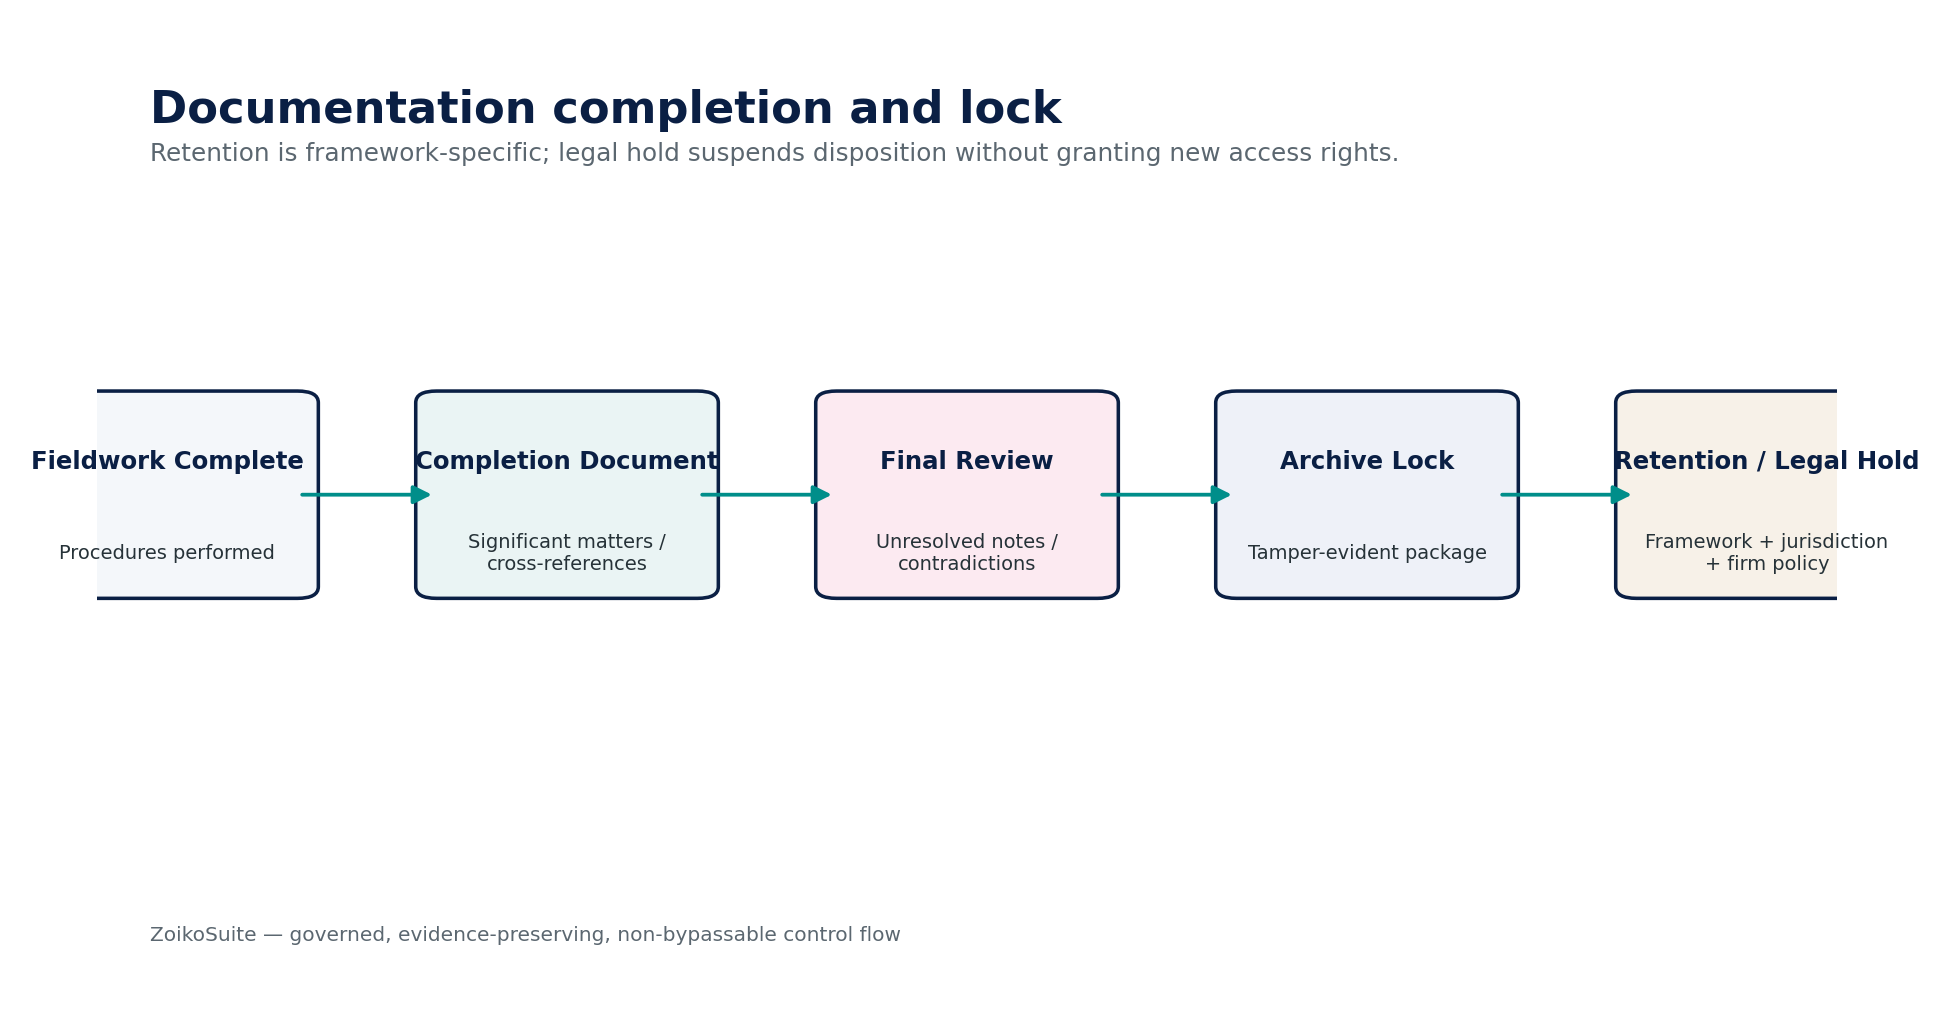 Documentation completion and lock
Retention is framework-specific; legal hold suspends disposition without granting new access rights.
Fieldwork Complete
Procedures performed
Completion Document
Significant matters /
cross-references
Final Review
Unresolved notes /
contradictions
Archive Lock
Tamper-evident package
Retention / Legal Hold
Framework + jurisdiction
+ firm policy
ZoikoSuite — governed, evidence-preserving, non-bypassable control flow